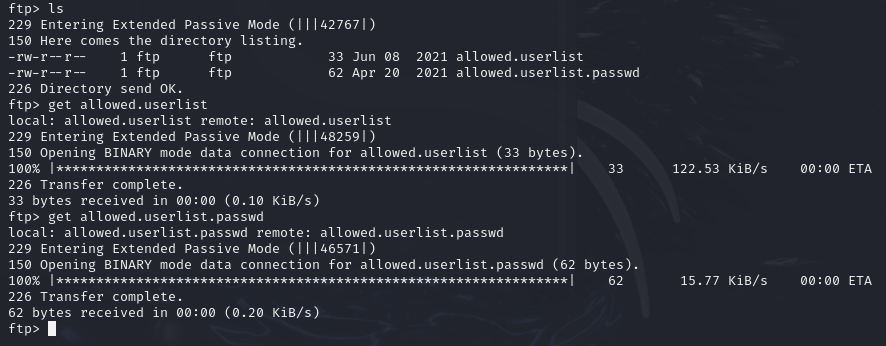 ftp> ls
229 Entering Extended Passive Mode (|||42767|)
150 Here comes the directory listing.
-rw-r--r--    1 ftp      ftp            33 Jun 08  2021 allowed.userlist
-rw-r--r--    1 ftp      ftp            62 Apr 20  2021 allowed.userlist.passwd
226 Directory send OK.
ftp> get allowed.userlist
local: allowed.userlist remote: allowed.userlist
229 Entering Extended Passive Mode (|||48259|)
150 Opening BINARY mode data connection for allowed.userlist (33 bytes).
100% |*****************************************************************|    33      122.53 KiB/s    00:00 ETA
226 Transfer complete.
33 bytes received in 00:00 (0.10 KiB/s)
ftp> get allowed.userlist.passwd
local: allowed.userlist.passwd remote: allowed.userlist.passwd
229 Entering Extended Passive Mode (|||46571|)
150 Opening BINARY mode data connection for allowed.userlist.passwd (62 bytes).
100% |*****************************************************************|    62       15.77 KiB/s    00:00 ETA
226 Transfer complete.
62 bytes received in 00:00 (0.20 KiB/s)
ftp>